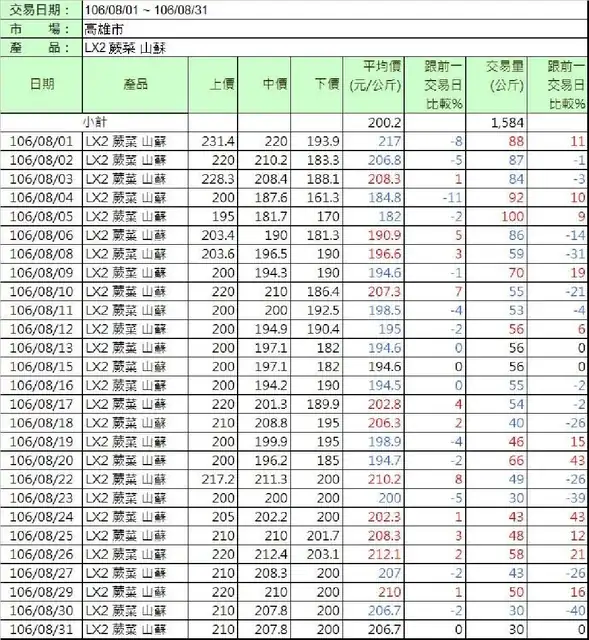 交易日期： 106/08/01 ~ 106/08/31
市 場： 高雄市
產 品： LX2 蕨菜 山蘇
日期 產品 上價 中價 下價 平均價(元/公斤) 跟前一交易日比較% 交易量(公斤) 跟前一交易日比較%
小計 200.2 1,584
106/08/01 LX2 蕨菜 山蘇 231.4 220 193.9 217 -8 88 11
106/08/02 LX2 蕨菜 山蘇 220 210.2 183.3 206.8 -5 87 -1
106/08/03 LX2 蕨菜 山蘇 228.3 208.4 188.1 208.3 1 84 -3
106/08/04 LX2 蕨菜 山蘇 200 187.6 161.3 184.8 -11 92 10
106/08/05 LX2 蕨菜 山蘇 195 181.7 170 182 -2 100 9
106/08/06 LX2 蕨菜 山蘇 203.4 190 181.3 190.9 5 86 -14
106/08/08 LX2 蕨菜 山蘇 203.6 196.5 190 196.6 3 59 -31
106/08/09 LX2 蕨菜 山蘇 200 194.3 190 194.6 -1 70 19
106/08/10 LX2 蕨菜 山蘇 220 210 186.4 207.3 7 55 -21
106/08/11 LX2 蕨菜 山蘇 200 200 192.5 198.5 -4 53 -4
106/08/12 LX2 蕨菜 山蘇 200 194.9 190.4 195 -2 56 6
106/08/13 LX2 蕨菜 山蘇 200 197.1 182 194.6 0 56 0
106/08/15 LX2 蕨菜 山蘇 200 197.1 182 194.6 0 56 0
106/08/16 LX2 蕨菜 山蘇 200 194.2 190 194.5 0 55 -2
106/08/17 LX2 蕨菜 山蘇 220 201.3 189.9 202.8 4 54 -2
106/08/18 LX2 蕨菜 山蘇 210 208.8 195 206.3 2 40 -26
106/08/19 LX2 蕨菜 山蘇 200 199.9 195 198.9 -4 46 15
106/08/20 LX2 蕨菜 山蘇 200 196.2 185 194.7 -2 66 43
106/08/22 LX2 蕨菜 山蘇 217.2 211.3 200 210.2 8 49 -26
106/08/23 LX2 蕨菜 山蘇 200 200 200 200 -5 30 -39
106/08/24 LX2 蕨菜 山蘇 205 202.2 200 202.3 1 43 43
106/08/25 LX2 蕨菜 山蘇 210 210 201.7 208.3 3 48 12
106/08/26 LX2 蕨菜 山蘇 220 212.4 203.1 212.1 2 58 21
106/08/27 LX2 蕨菜 山蘇 210 208.3 200 207 -2 43 -26
106/08/29 LX2 蕨菜 山蘇 220 210 200 210 1 50 16
106/08/30 LX2 蕨菜 山蘇 210 207.8 200 206.7 -2 30 -40
106/08/31 LX2 蕨菜 山蘇 210 207.8 200 206.7 0 30 0